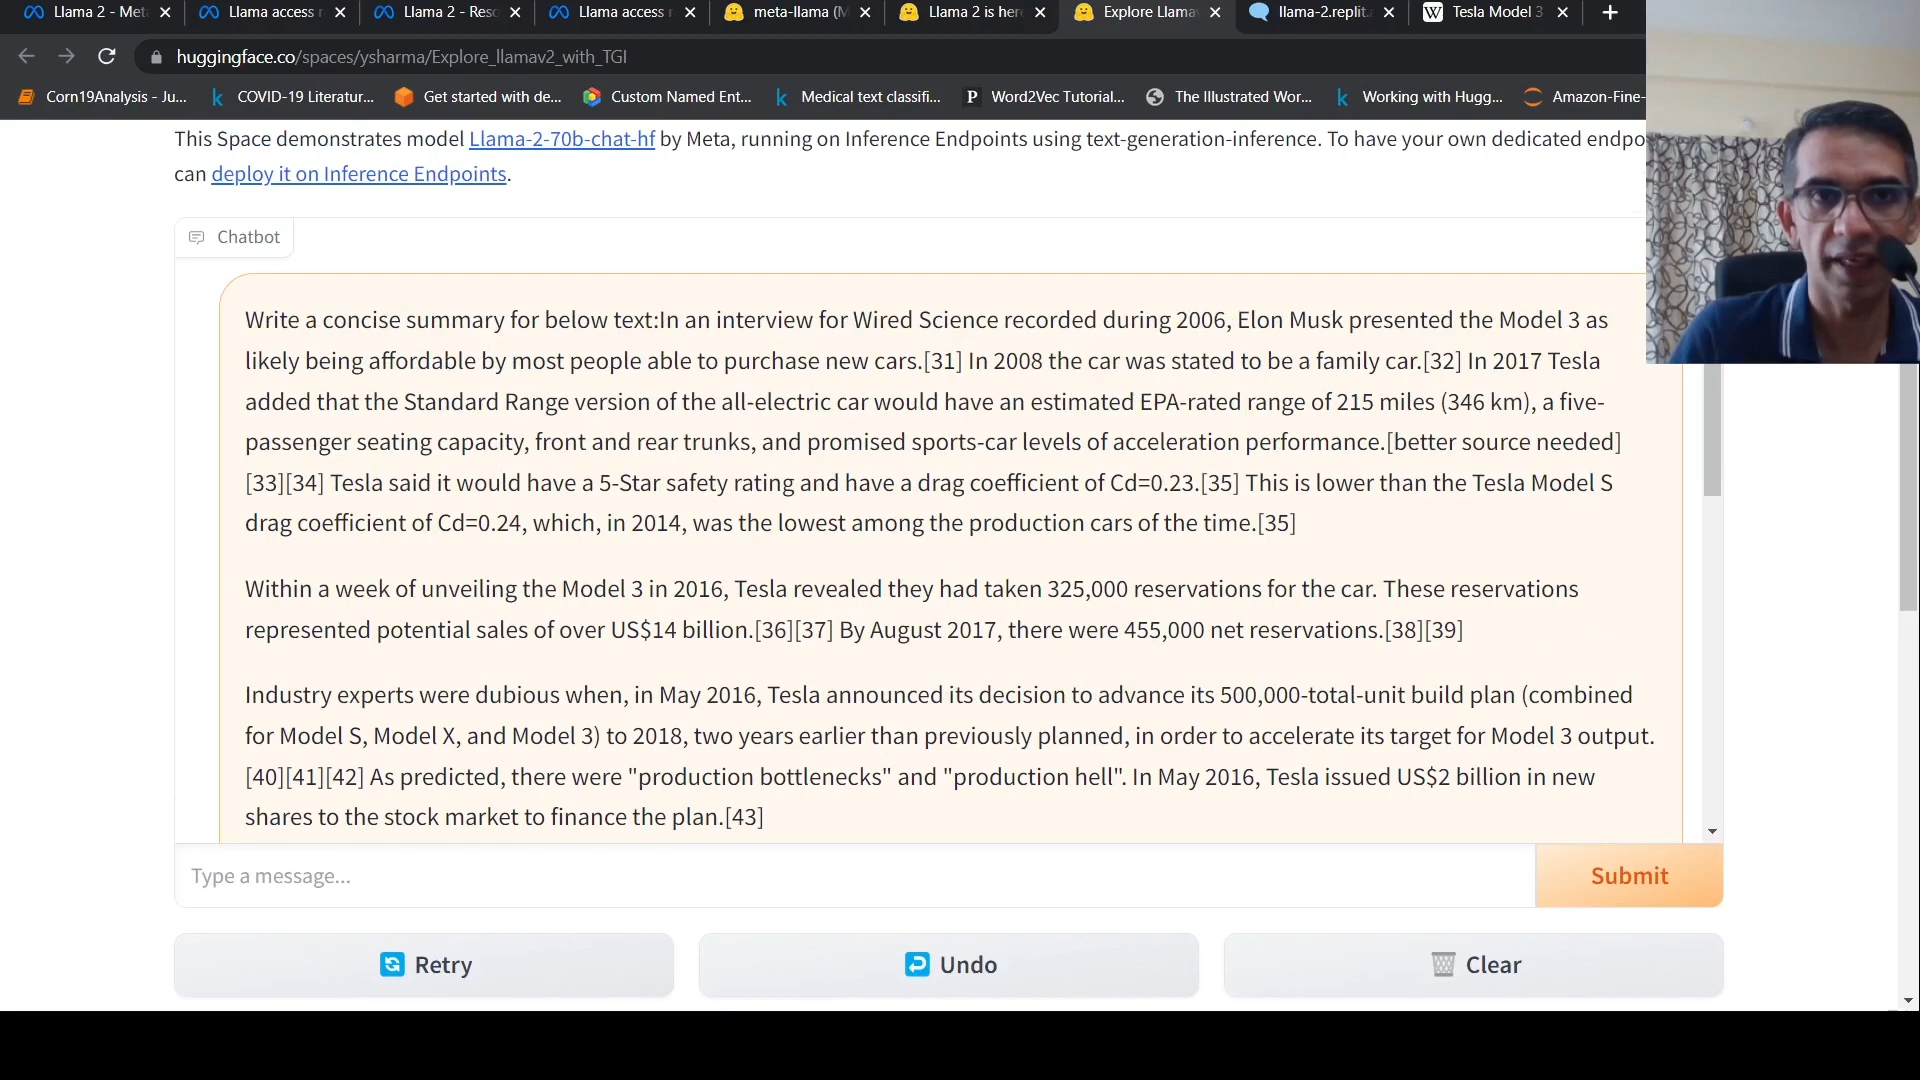 Llama 2 - Met
Llama access r
Llama 2 - Reso
Llama access r
meta-llama (M
Llama 2 is here
Explore Llama
llama-2.replit.
Tesla Model 3
huggingface.co/spaces/ysharma/Explore_llamav2_with_TGI
Corn19Analysis - Ju...
COVID-19 Literatur...
Get started with de...
Custom Named Ent...
Medical text classifi...
Word2Vec Tutorial...
The Illustrated Wor...
Working with Hugg...
Amazon-Fine-
This Space demonstrates model Llama-2-70b-chat-hf by Meta, running on Inference Endpoints using text-generation-inference. To have your own dedicated endpo
can deploy it on Inference Endpoints.
Chatbot
Write a concise summary for below text:In an interview for Wired Science recorded during 2006, Elon Musk presented the Model 3 as
likely being affordable by most people able to purchase new cars.[31] In 2008 the car was stated to be a family car.[32] In 2017 Tesla
added that the Standard Range version of the all-electric car would have an estimated EPA-rated range of 215 miles (346 km), a five-
passenger seating capacity, front and rear trunks, and promised sports-car levels of acceleration performance.[better source needed]
[33][34] Tesla said it would have a 5-Star safety rating and have a drag coefficient of Cd=0.23.[35] This is lower than the Tesla Model S
drag coefficient of Cd=0.24, which, in 2014, was the lowest among the production cars of the time.[35]
Within a week of unveiling the Model 3 in 2016, Tesla revealed they had taken 325,000 reservations for the car. These reservations
represented potential sales of over US$14 billion.[36][37] By August 2017, there were 455,000 net reservations.[38][39]
Industry experts were dubious when, in May 2016, Tesla announced its decision to advance its 500,000-total-unit build plan (combined
for Model S, Model X, and Model 3) to 2018, two years earlier than previously planned, in order to accelerate its target for Model 3 output.
[40][41][42] As predicted, there were "production bottlenecks" and "production hell". In May 2016, Tesla issued US$2 billion in new
shares to the stock market to finance the plan.[43]
Type a message...
Submit
Retry
Undo
Clear